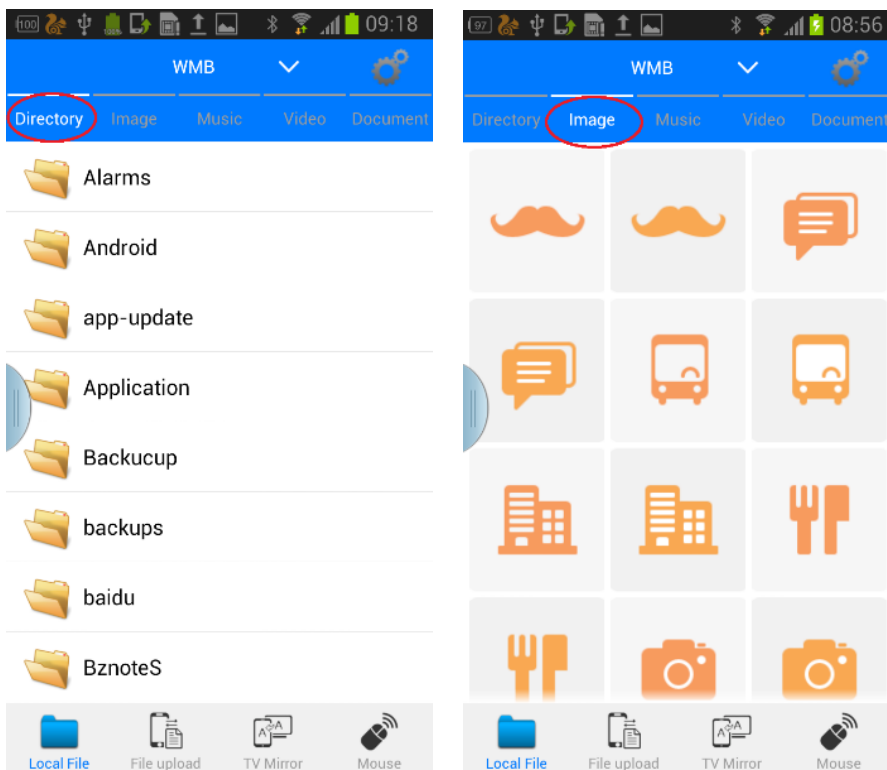 100 09:18
WMB
Directory Image Music Video Document
Alarms
Android
app-update
Application
Backucup
backups
baidu
BznoteS
Local File File upload TV Mirror Mouse
97 08:56
WMB
Directory Image Music Video Document
Local File File upload TV Mirror Mouse